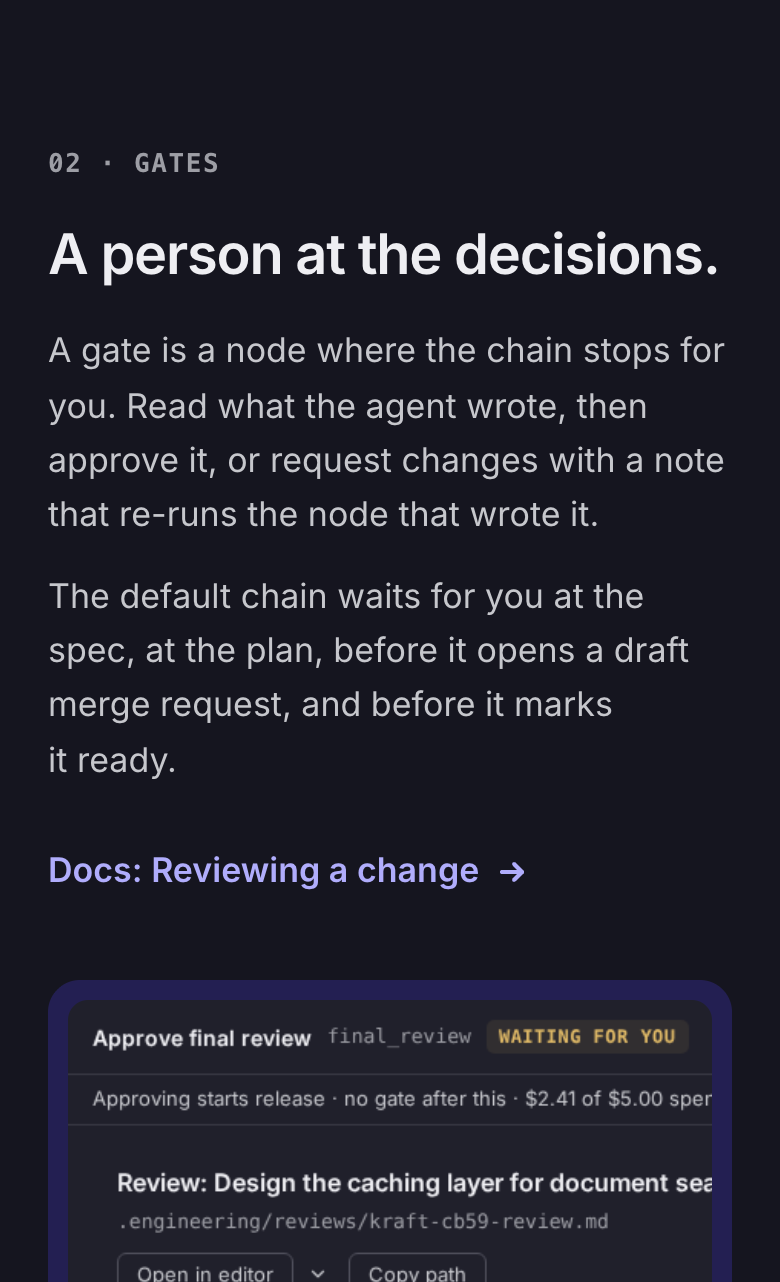 02 · GATES
A person at the decisions.
A gate is a node where the chain stops for
you. Read what the agent wrote, then
approve it, or request changes with a note
that re-runs the node that wrote it.
The default chain waits for you at the
spec, at the plan, before it opens a draft
merge request, and before it marks
it ready.
Docs: Reviewing a change →
Approve final review final_review WAITING FOR YOU
Approving starts release · no gate after this · $2.41 of $5.00
Review: Design the caching layer for document
.engineering/reviews/kraft-cb59-review.md
Open in editor Copy path